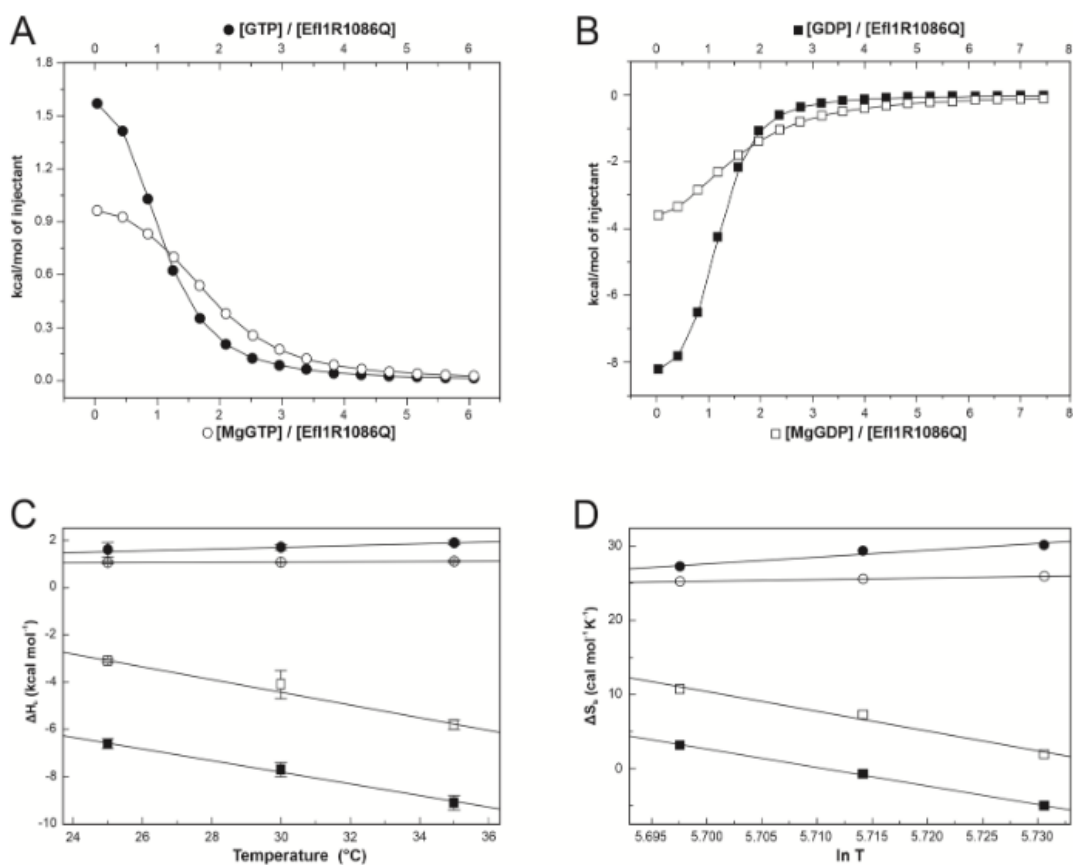 A
● [GTP] / [Efl1R1086Q]
0 1 2 3 4 5 6
kcal/mol of injectant
1.8
1.5
1.2
0.9
0.6
0.3
0.0
0 1 2 3 4 5 6
○ [MgGTP] / [Efl1R1086Q]
B
■ [GDP] / [Efl1R1086Q]
0 1 2 3 4 5 6 7 8
kcal/mol of injectant
0
-2
-4
-6
-8
0 1 2 3 4 5 6 7 8
□ [MgGDP] / [Efl1R1086Q]
C
ΔHb (kcal mol⁻¹)
2
0
-2
-4
-6
-8
-10
24 26 28 30 32 34 36
Temperature (°C)
D
ΔSb (cal mol⁻¹K⁻¹)
30
20
10
0
5.695 5.700 5.705 5.710 5.715 5.720 5.725 5.730
ln T